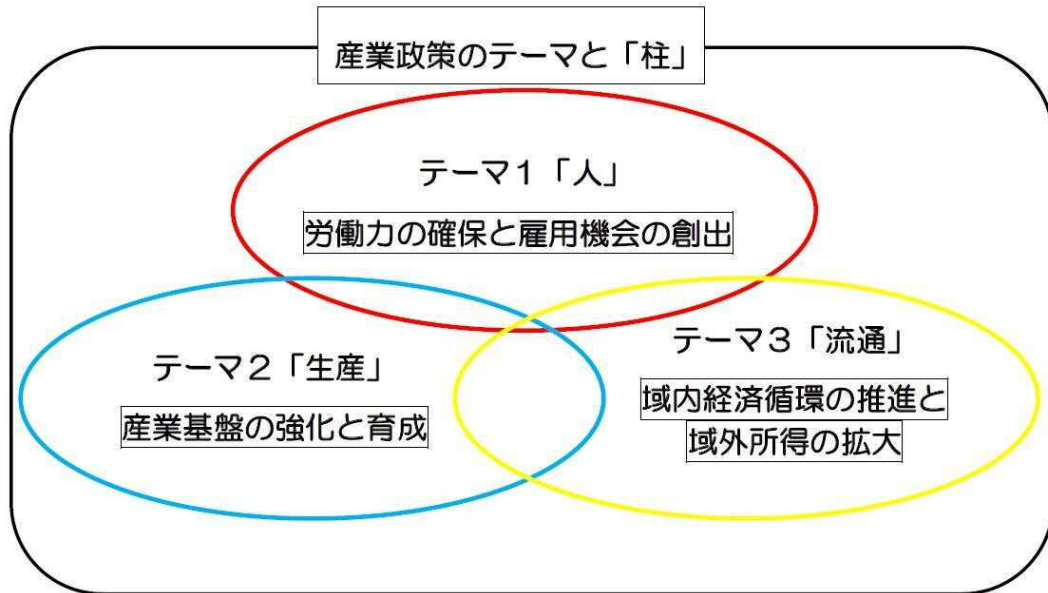 産業政策のテーマと「柱」
テーマ1「人」
労働力の確保と雇用機会の創出
テーマ2「生産」
産業基盤の強化と育成
テーマ3「流通」
域内経済循環の推進と
域外所得の拡大